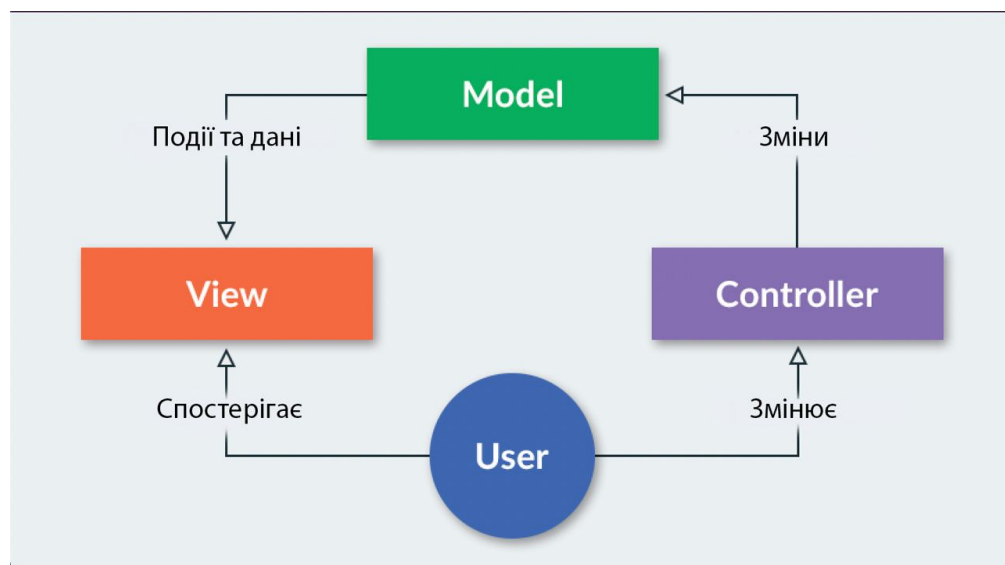 Model
Події та дані
Зміни
View
Controller
Спостерігає
Змінює
User